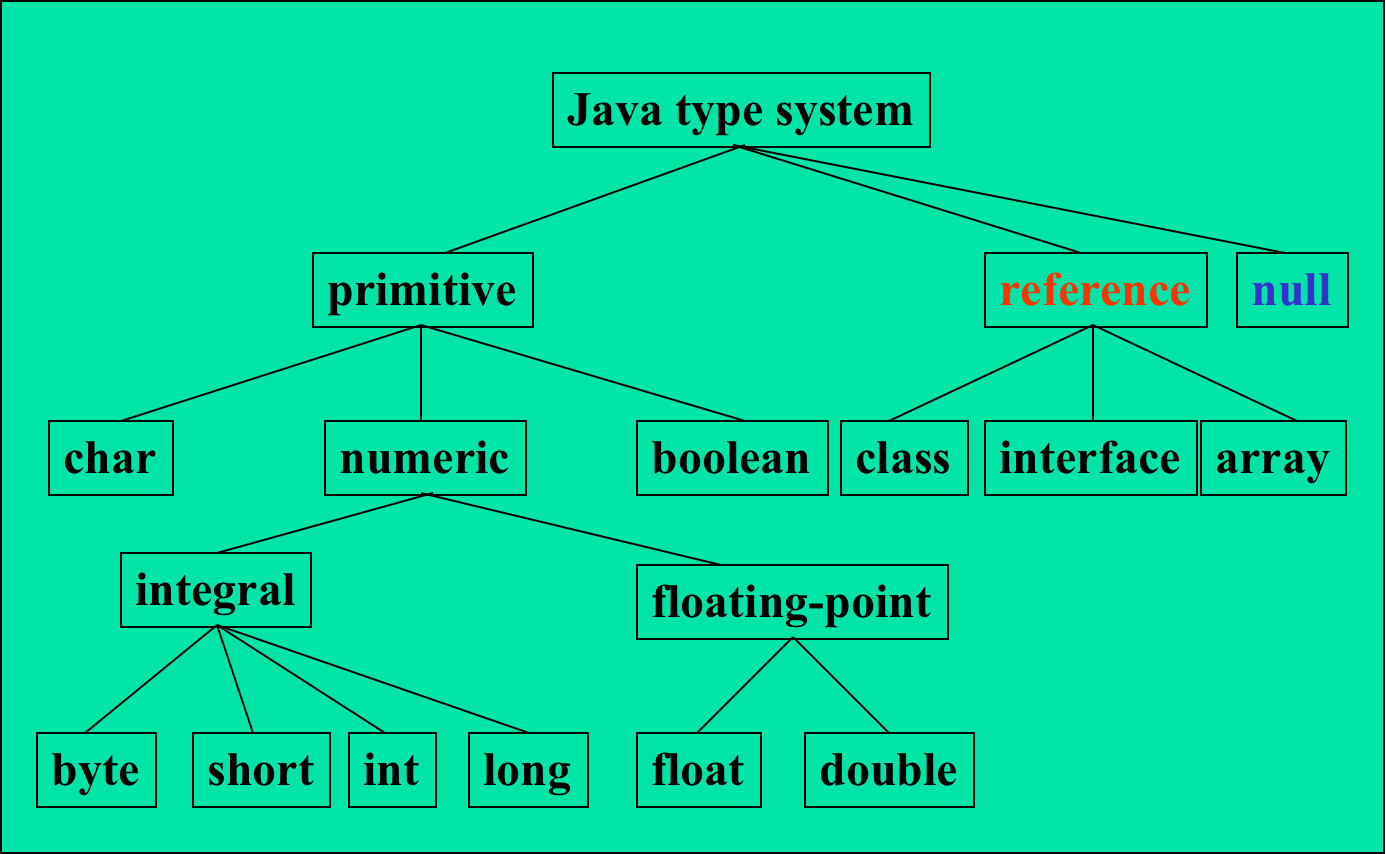 Java type system
primitive
reference
null
char
numeric
boolean
class
interface
array
integral
floating-point
byte
short
int
long
float
double